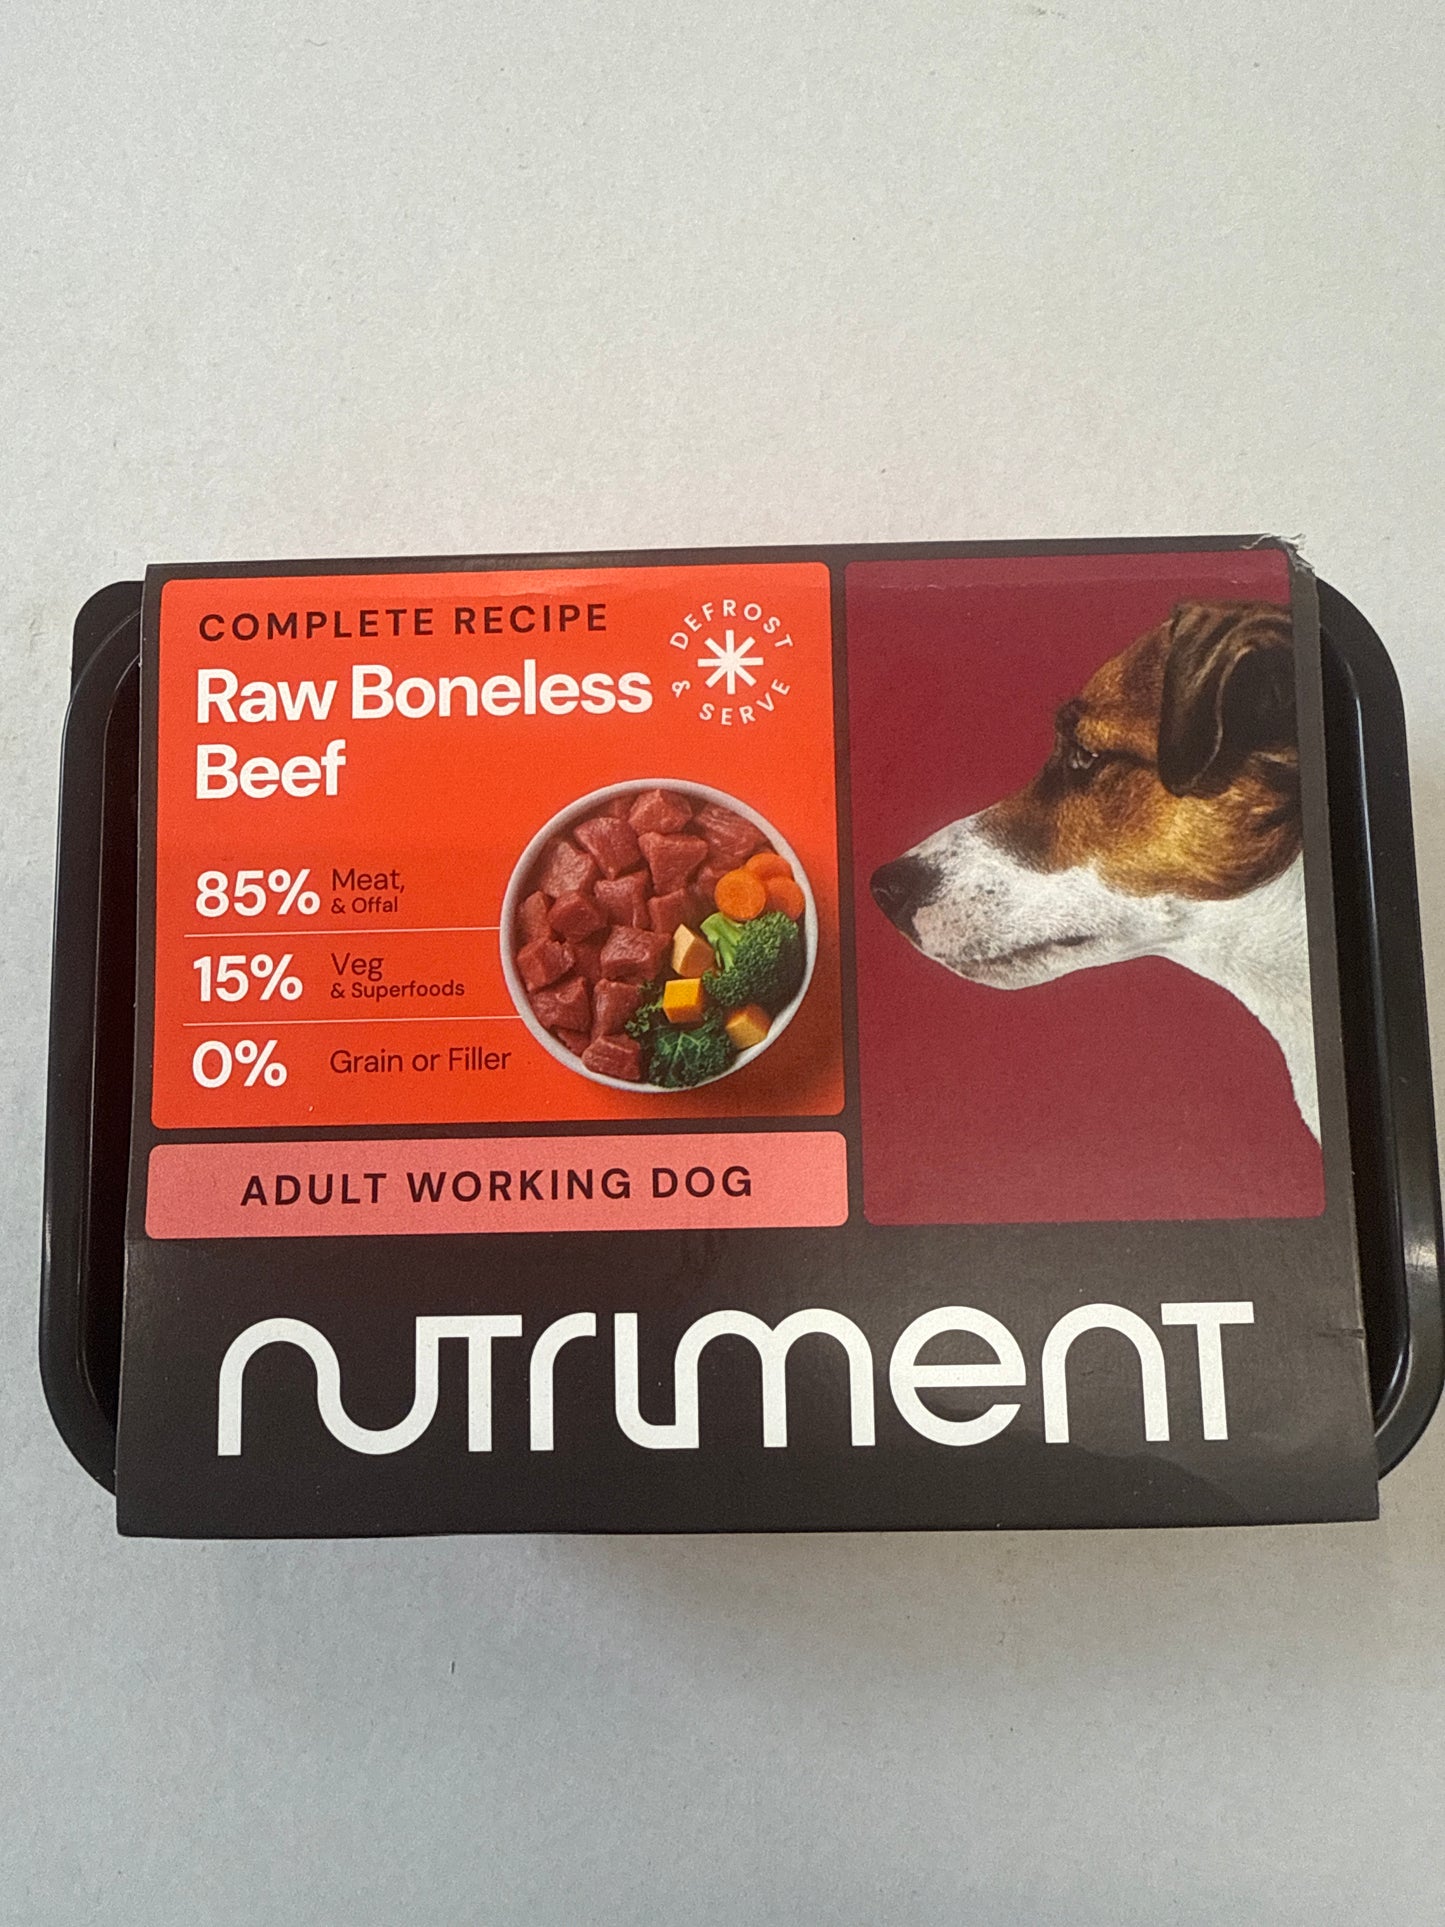 COMPLETE RECIPE
Raw Boneless
Beef
DEFROST
& SERVE
85% Meat,
& Offal
15% Veg
& Superfoods
0% Grain or Filler
ADULT WORKING DOG
nutriment